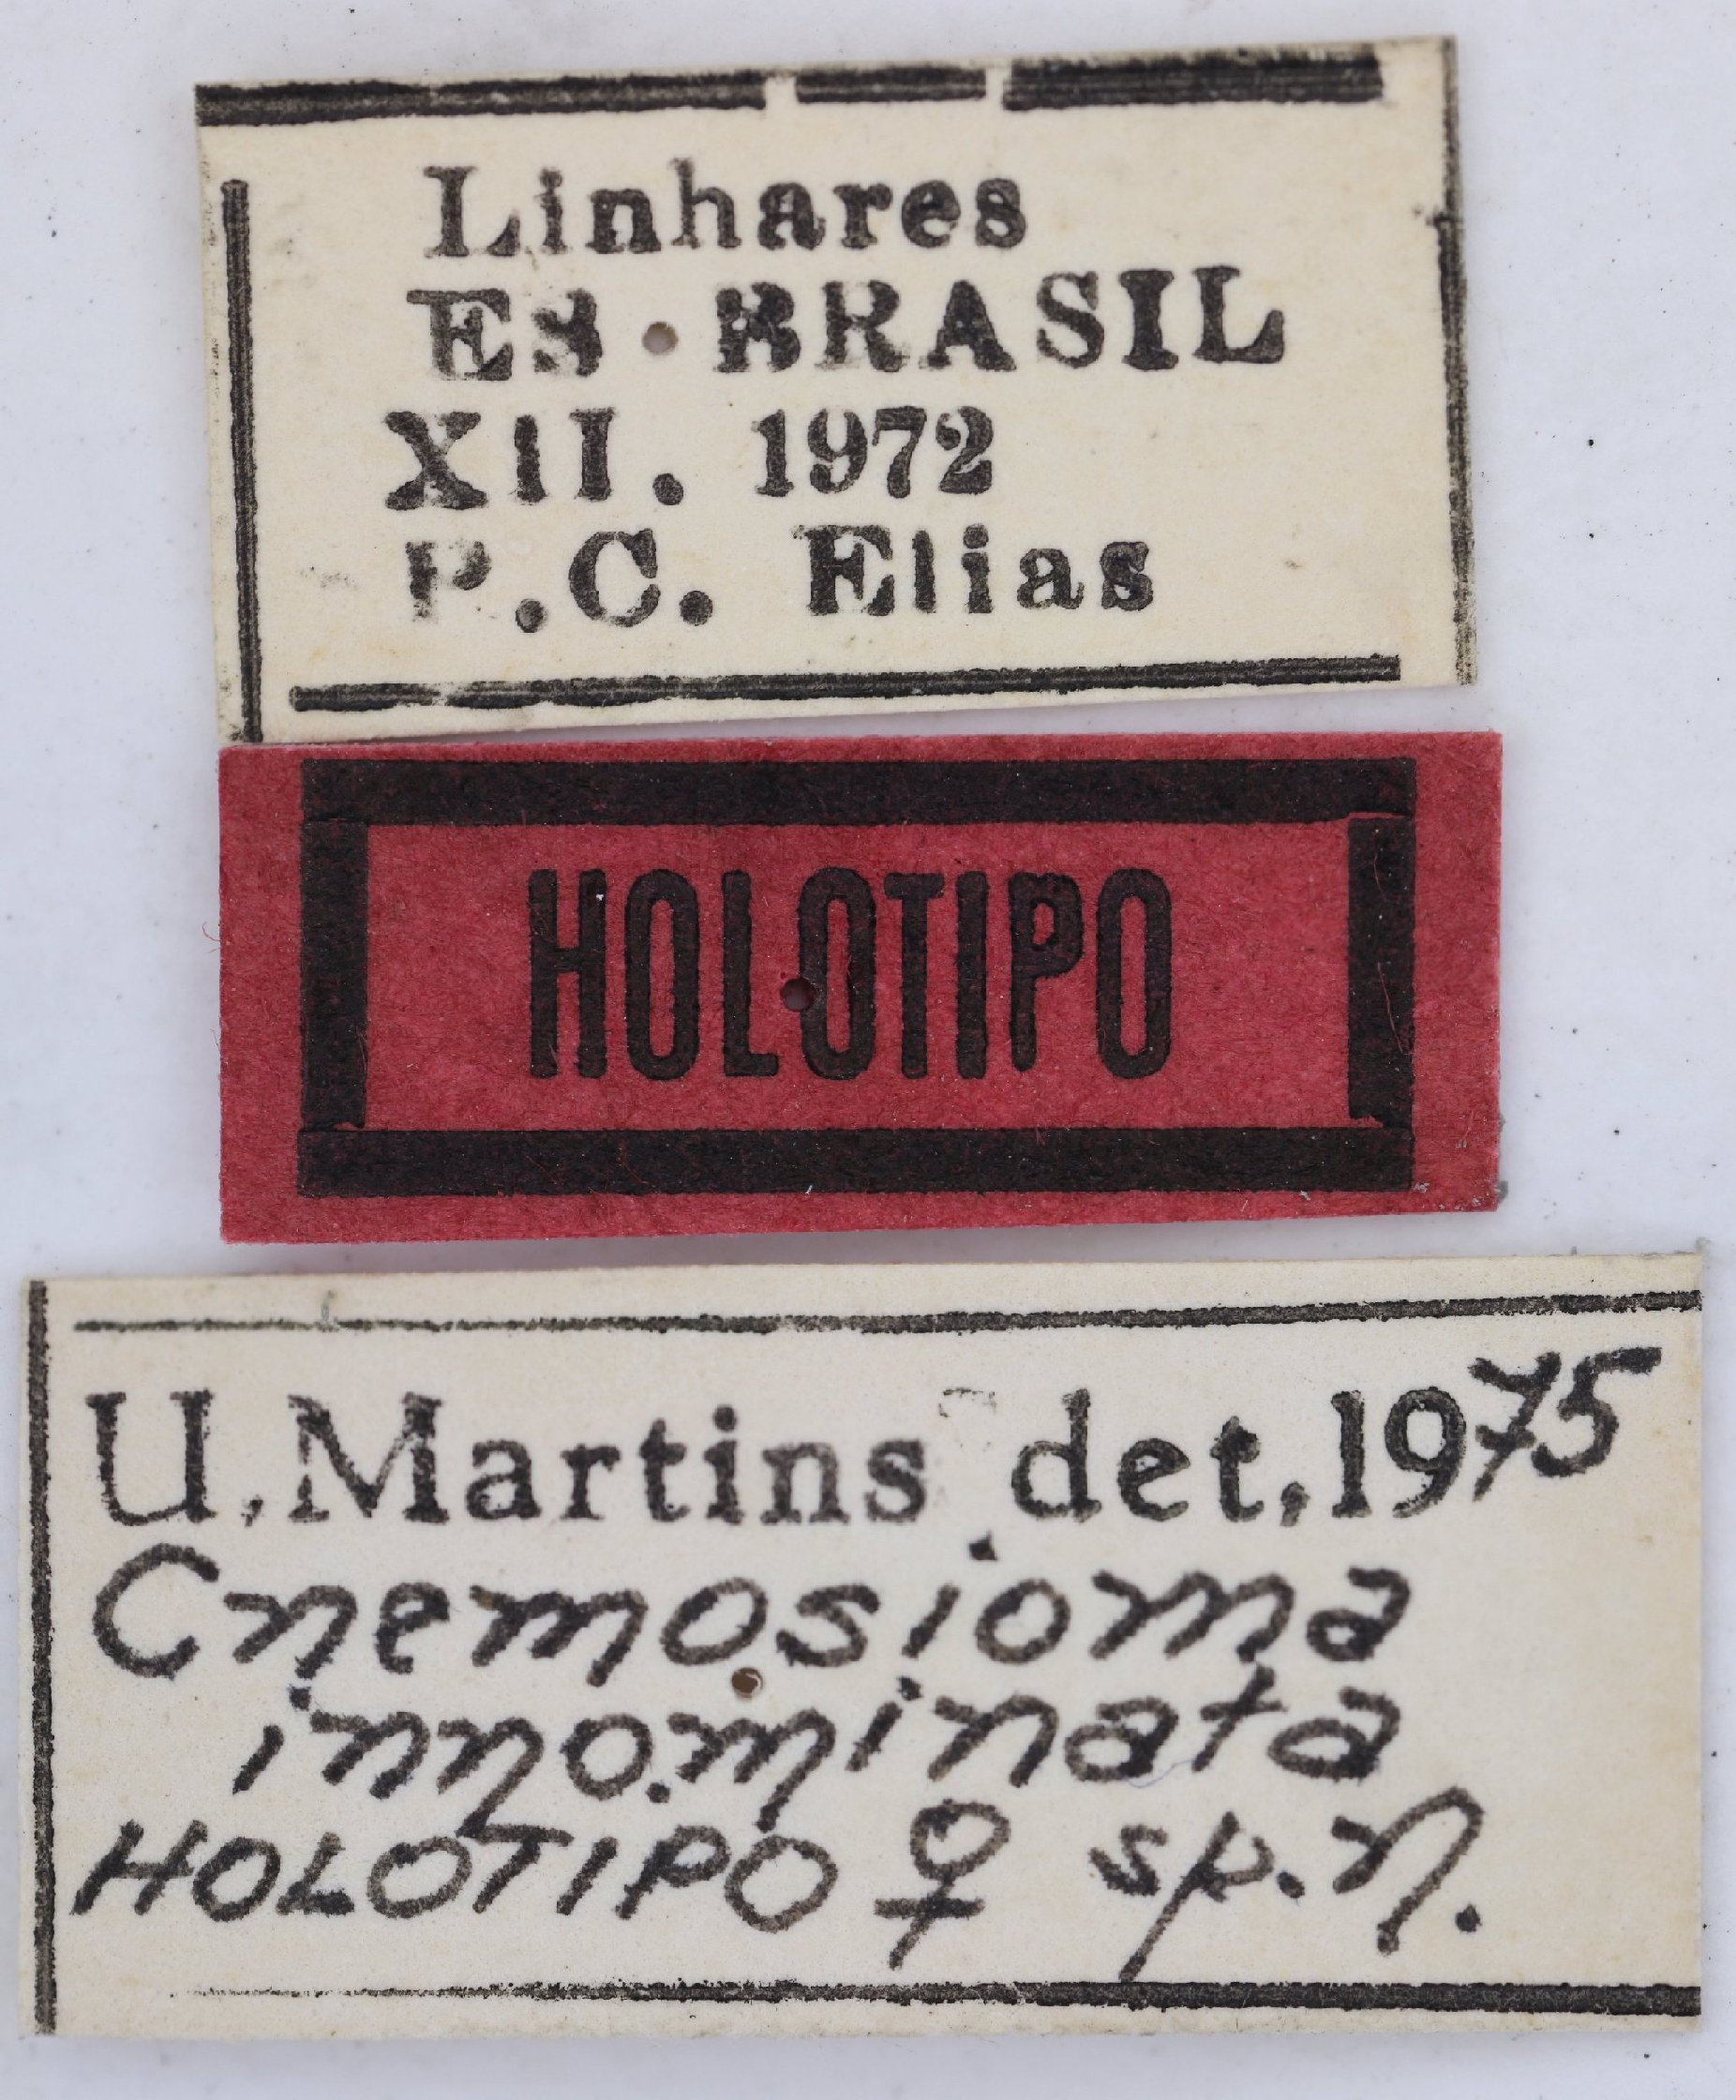 Linhares
ES · BRASIL
XII. 1972
P.C. Elias
HOLOTIPO
U.Martins det.1975
Cnemosioma
innominata
HOLOTIPO ♀ sp.n.